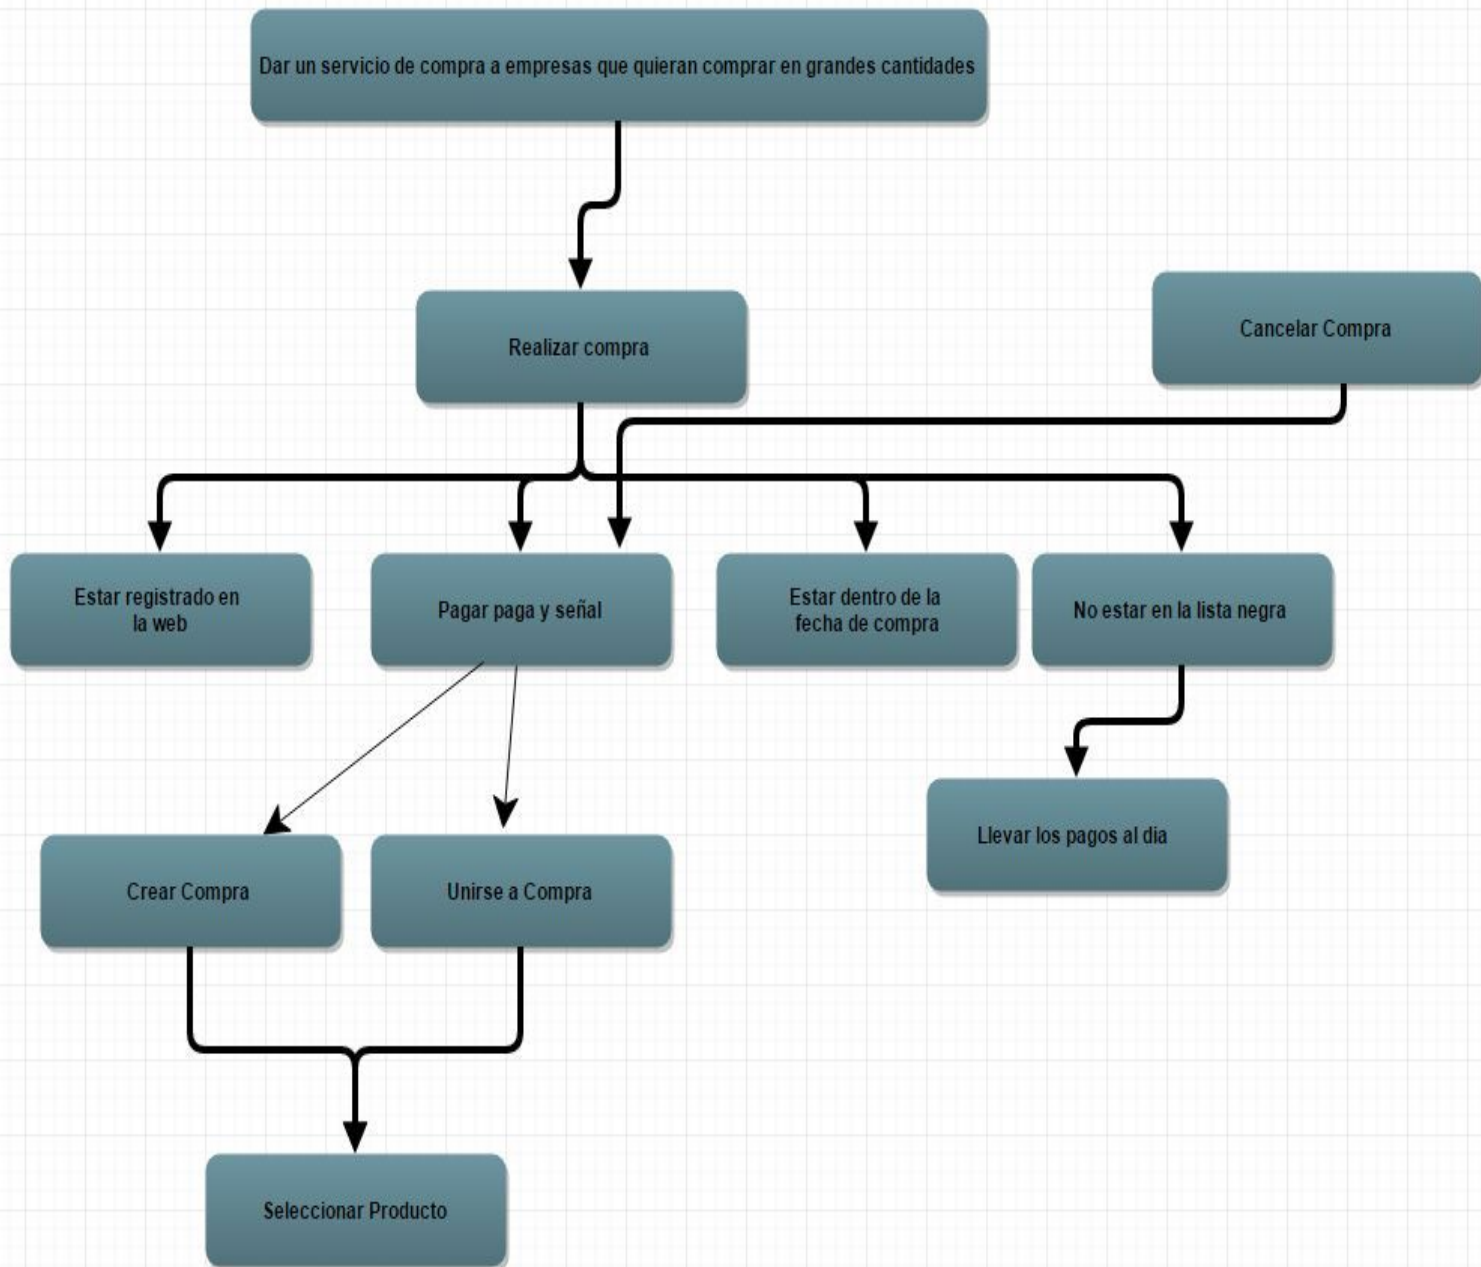 Dar un servicio de compra a empresas que quieran comprar en grandes cantidades
Realizar compra
Cancelar Compra
Estar registrado en
la web
Pagar paga y señal
Estar dentro de la
fecha de compra
No estar en la lista negra
Llevar los pagos al dia
Crear Compra
Unirse a Compra
Seleccionar Producto